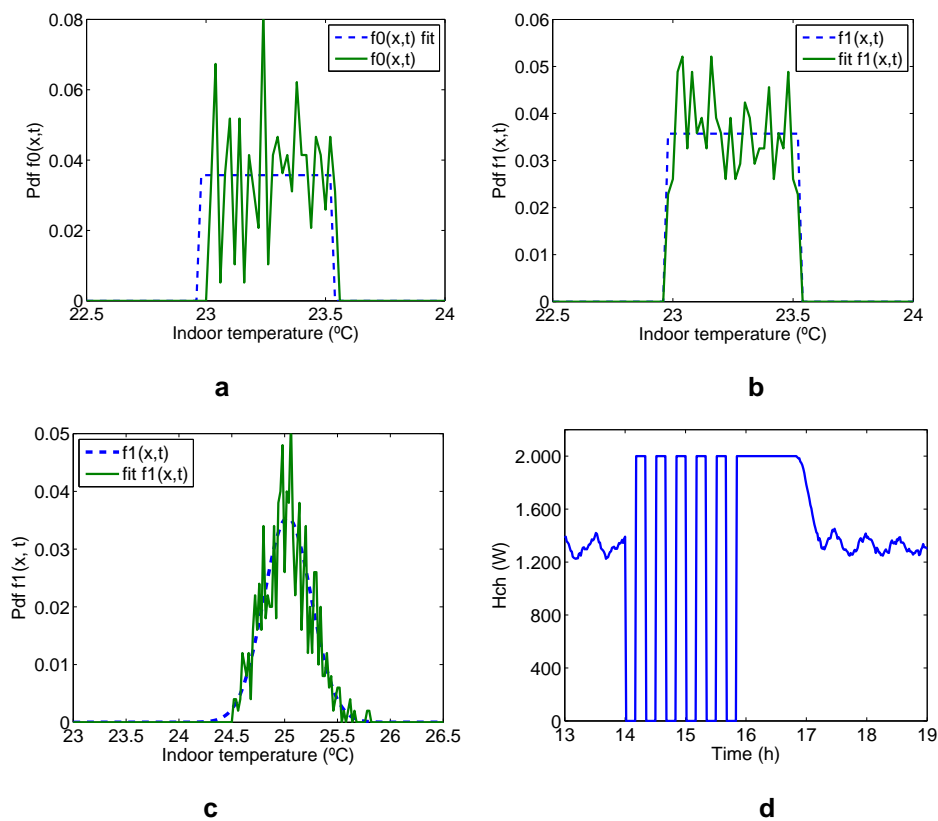 0.08
0.06
0.04
0.02
0
Pdf f0(x,t)
f0(x,t) fit
f0(x,t)
22.5
23
23.5
24
Indoor temperature (ºC)
a
0.06
0.05
0.04
0.03
0.02
0.01
0
Pdf f1(x,t)
f1(x,t)
fit f1(x,t)
22.5
23
23.5
24
Indoor temperature (ºC)
b
0.05
0.04
0.03
0.02
0.01
0
Pdf f1(x, t)
f1(x,t)
fit f1(x,t)
23
23.5
24
24.5
25
25.5
26
26.5
Indoor temperature (ºC)
c
2.000
1.600
1.200
800
400
0
Hch (W)
13
14
15
16
17
18
19
Time (h)
d